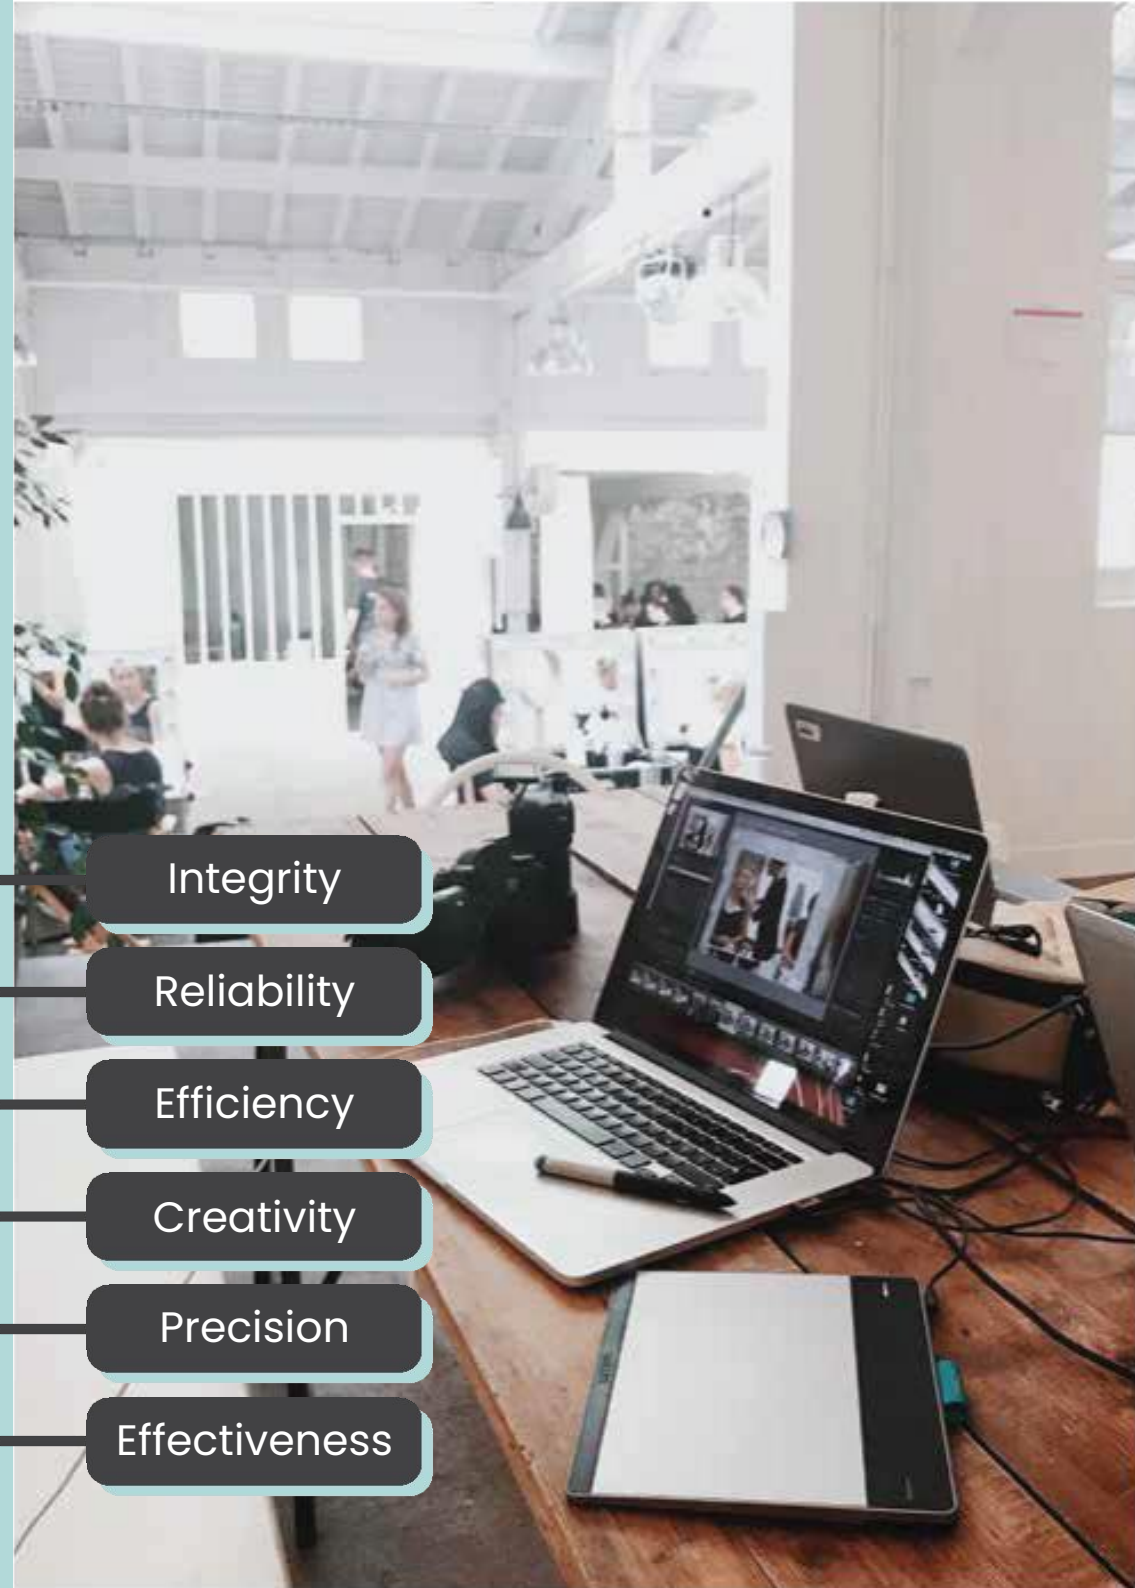 Integrity
Reliability
Efficiency
Creativity
Precision
Effectiveness